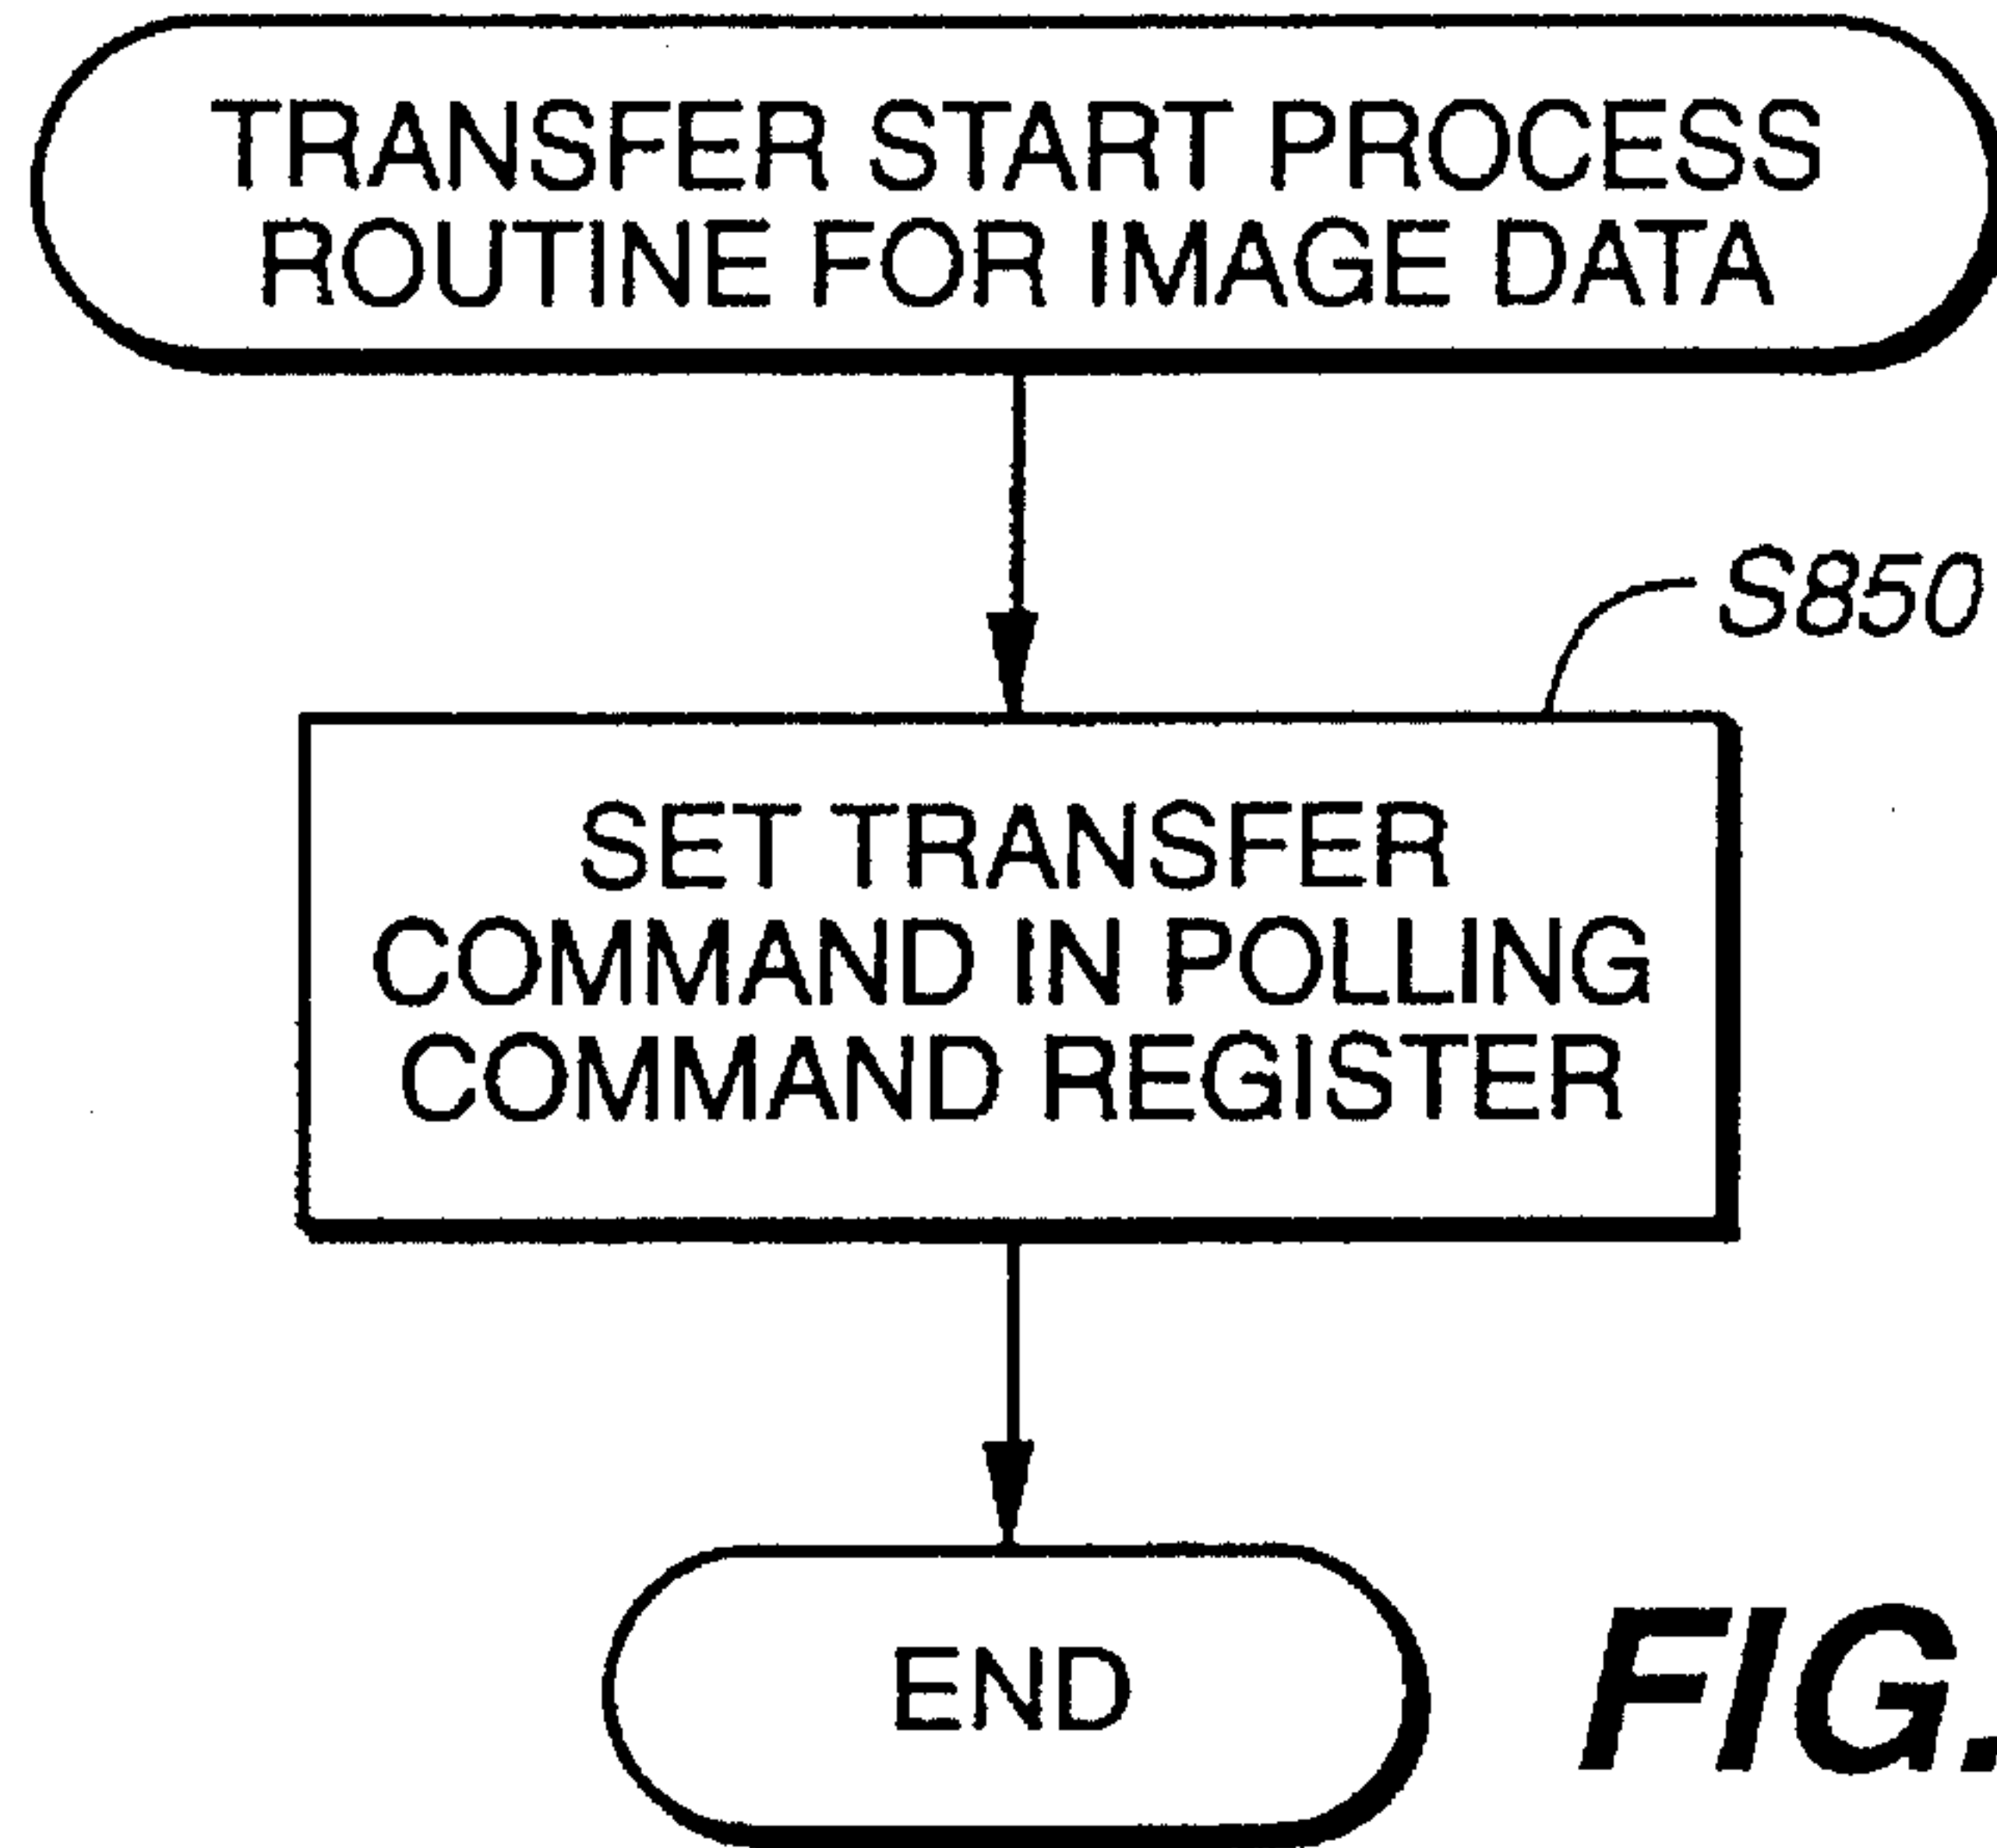 TRANSFER START PROCESS
ROUTINE FOR IMAGE DATA
S850
SET TRANSFER
COMMAND IN POLLING
COMMAND REGISTER
END
FIG.